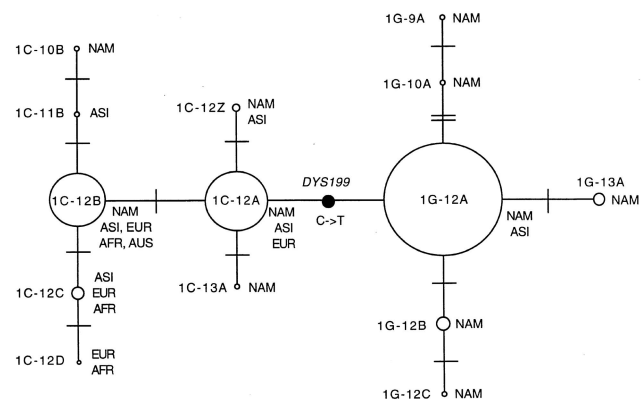 1G-9A NAM
1C-10B NAM
1G-10A NAM
1C-11B ASI
1C-12Z NAM
ASI
DYS199
C->T
1G-13A
NAM
1C-12B
NAM
ASI, EUR
AFR, AUS
1C-12A
NAM
ASI
EUR
1G-12A
NAM
ASI
1C-12C
ASI
EUR
AFR
1C-13A NAM
1G-12B NAM
1C-12D
EUR
AFR
1G-12C NAM